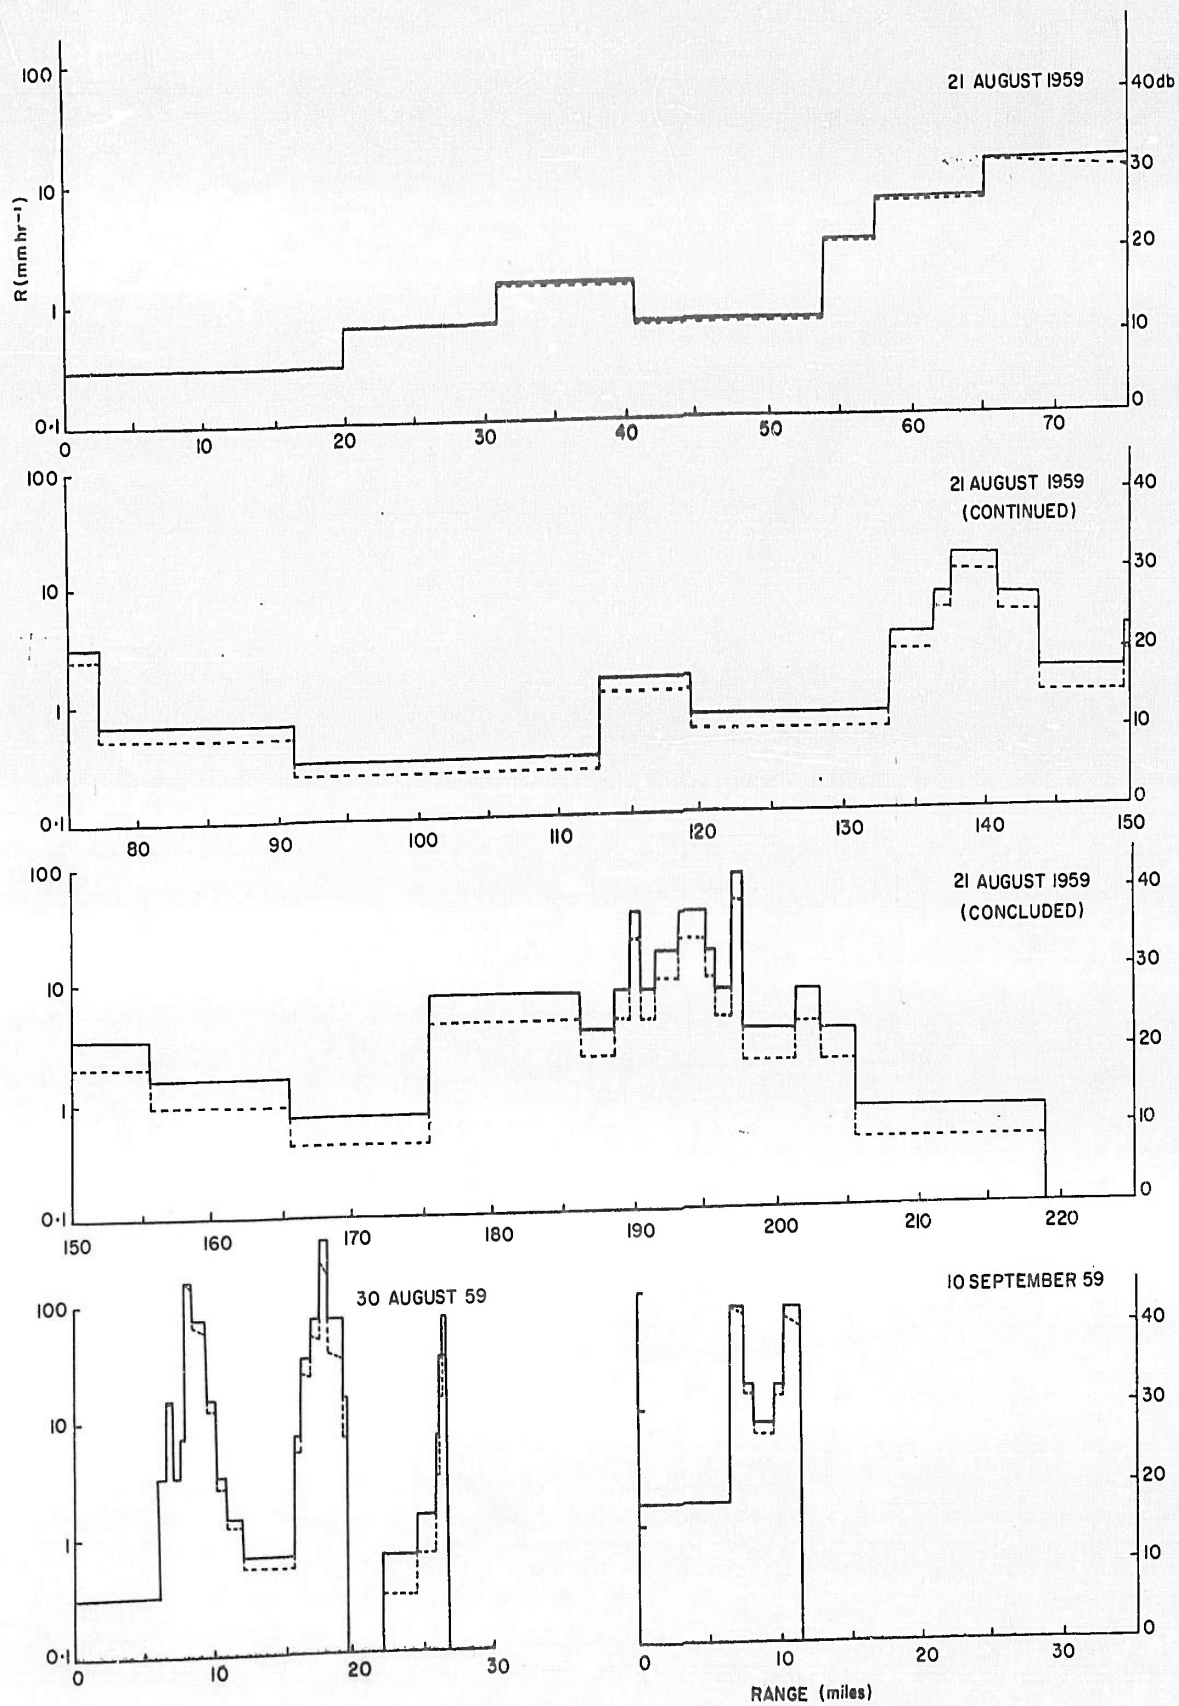 100
10
1
0·1
R (mm hr⁻¹)
21 AUGUST 1959
40db
30
20
10
0
0 10 20 30 40 50 60 70
100
10
1
0·1
21 AUGUST 1959
(CONTINUED)
40
30
20
10
0
80 90 100 110 120 130 140 150
100
10
1
0·1
21 AUGUST 1959
(CONCLUDED)
40
30
20
10
0
150 160 170 180 190 200 210 220
100
10
1
0·1
30 AUGUST 59
0 10 20 30
10 SEPTEMBER 59
40
30
20
10
0
0 10 20 30
RANGE (miles)